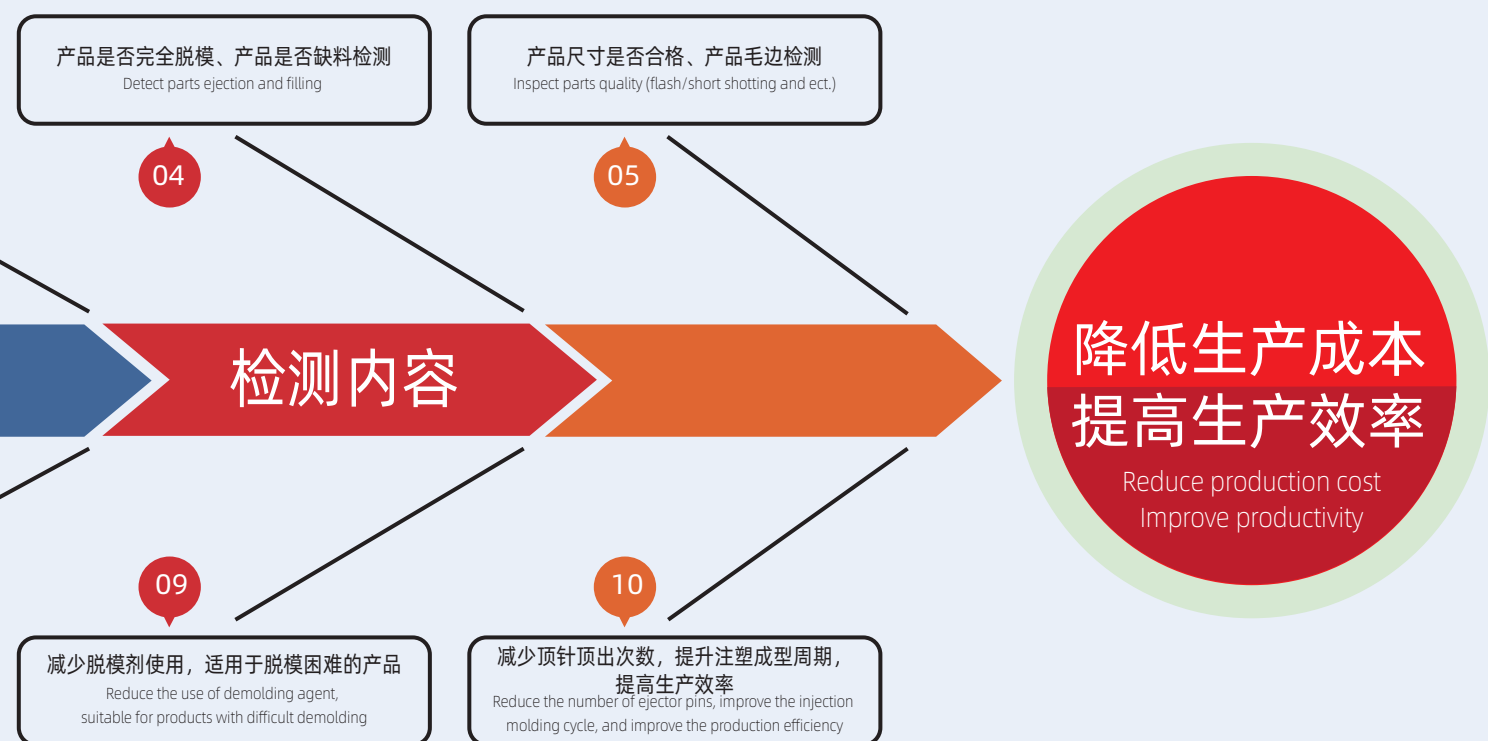 产品是否完全脱模、产品是否缺料检测
Detect parts ejection and filling
产品尺寸是否合格、产品毛边检测
Inspect parts quality (flash/short shotting and ect.)
04
05
检测内容
降低生产成本
提高生产效率
Reduce production cost
Improve productivity
09
10
减少脱模剂使用，适用于脱模困难的产品
Reduce the use of demolding agent,
suitable for products with difficult demolding
减少顶针顶出次数，提升注塑成型周期，
提高生产效率
Reduce the number of ejector pins, improve the injection
molding cycle, and improve the production efficiency